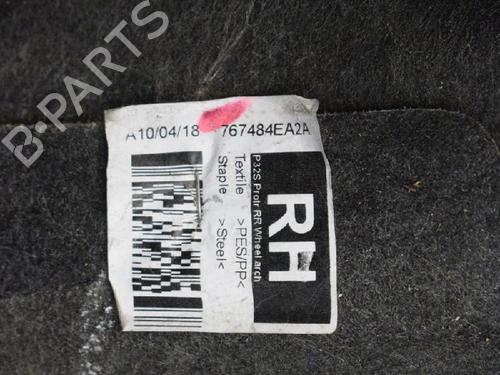 A10/04/18 767484EA2A
P32S Protr RR Wheel arch
Textile >PES/PP<
Staple >Steel<
RH
B-PARTS